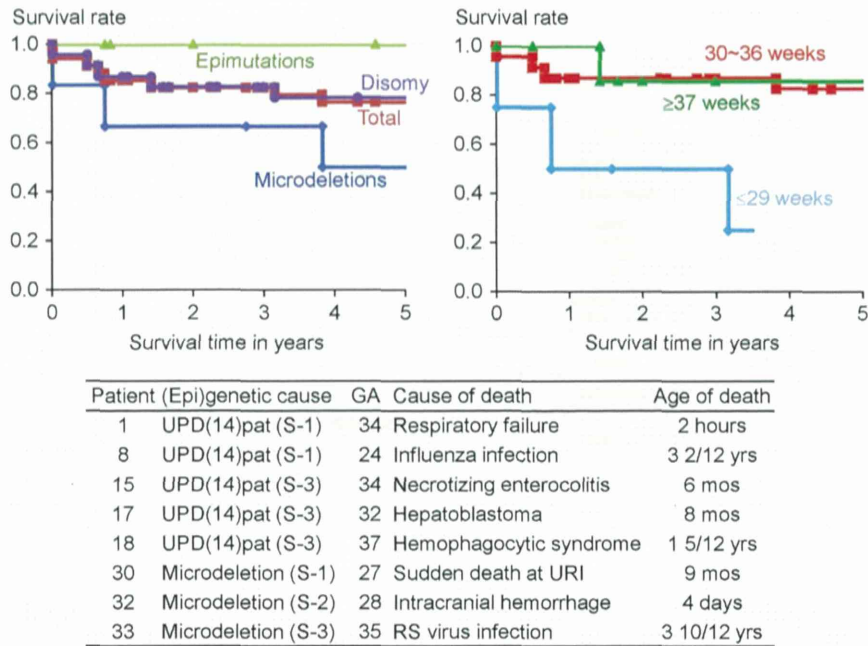 Survival rate
1.0
0.8
0.6
0.4
0.2
0.0
Epimutations
Disomy
Total
Microdeletions
0 1 2 3 4 5
Survival time in years
Survival rate
1.0
0.8
0.6
0.4
0.2
0.0
30~36 weeks
≥37 weeks
≤29 weeks
0 1 2 3 4 5
Survival time in years
Patient (Epi)genetic cause GA Cause of death Age of death
1 UPD(14)pat (S-1) 34 Respiratory failure 2 hours
8 UPD(14)pat (S-1) 24 Influenza infection 3 2/12 yrs
15 UPD(14)pat (S-3) 34 Necrotizing enterocolitis 6 mos
17 UPD(14)pat (S-3) 32 Hepatoblastoma 8 mos
18 UPD(14)pat (S-3) 37 Hemophagocytic syndrome 1 5/12 yrs
30 Microdeletion (S-1) 27 Sudden death at URI 9 mos
32 Microdeletion (S-2) 28 Intracranial hemorrhage 4 days
33 Microdeletion (S-3) 35 RS virus infection 3 10/12 yrs